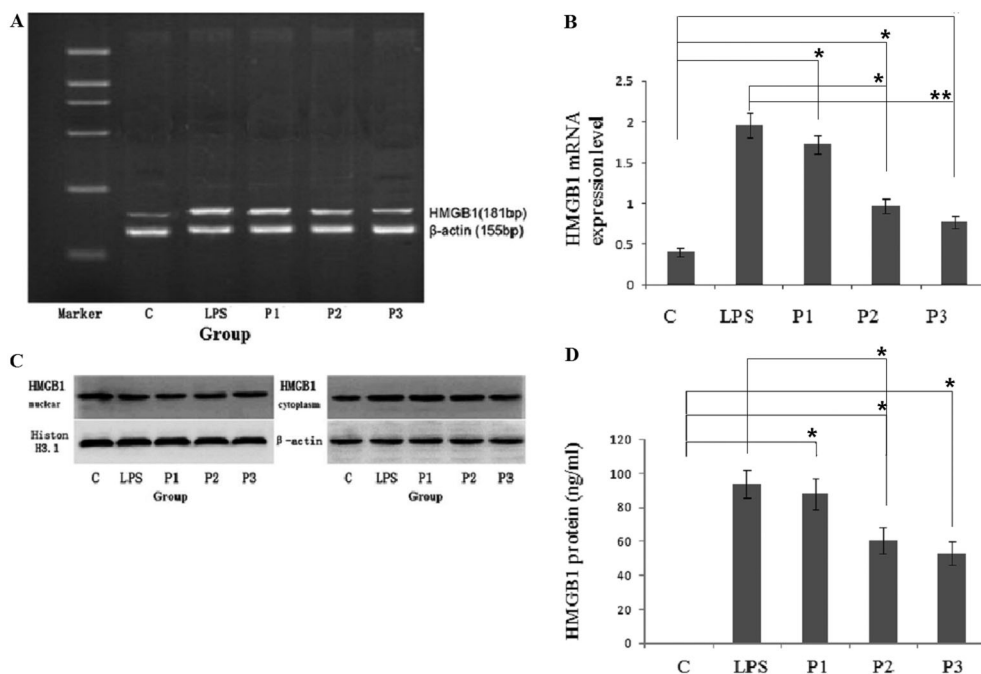 A
HMGB1(181bp)
β-actin (155bp)
Marker C LPS P1 P2 P3
Group
B
*
*
*
**
HMGB1 mRNA
expression level
2.5
2
1.5
1
0.5
0
C LPS P1 P2 P3
C
HMGB1
nuclear
Histon
H3.1
C LPS P1 P2 P3
Group
HMGB1
cytoplasm
β-actin
C LPS P1 P2 P3
Group
D
*
*
*
*
HMGB1 protein (ng/ml)
120
100
80
60
40
20
0
C LPS P1 P2 P3